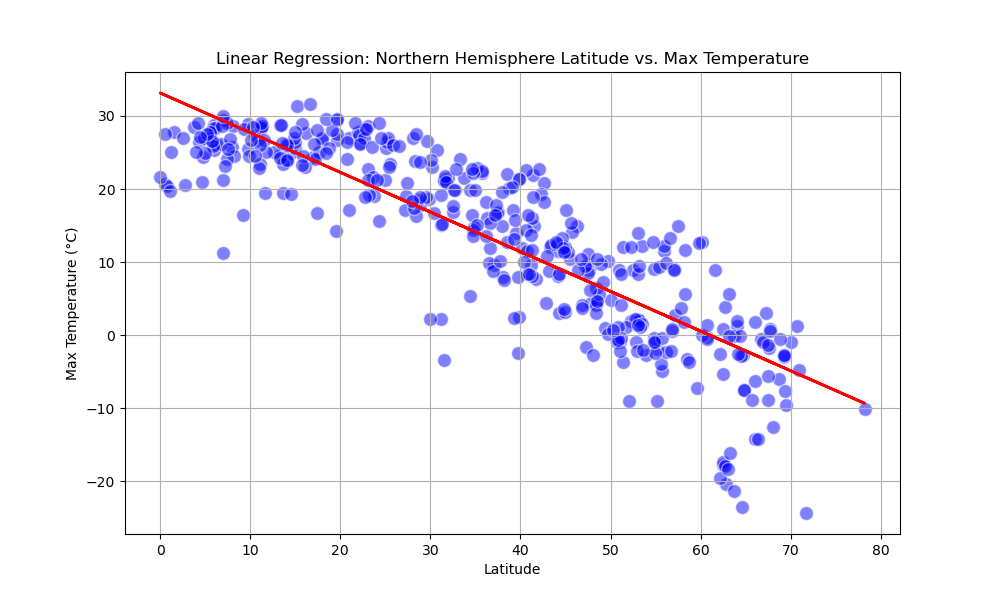 Linear Regression: Northern Hemisphere Latitude vs. Max Temperature
Max Temperature (°C)
30
20
10
0
−10
−20
0 10 20 30 40 50 60 70 80
Latitude